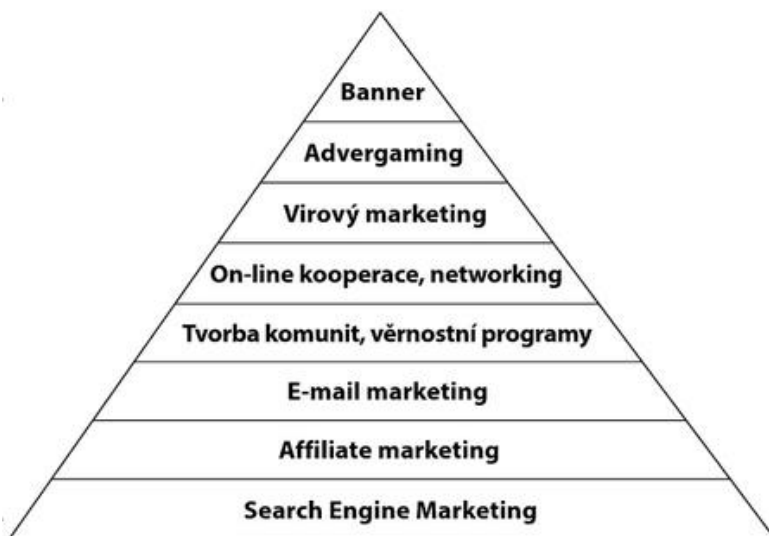 Banner
Advergaming
Virový marketing
On-line kooperace, networking
Tvorba komunit, věrnostní programy
E-mail marketing
Affiliate marketing
Search Engine Marketing